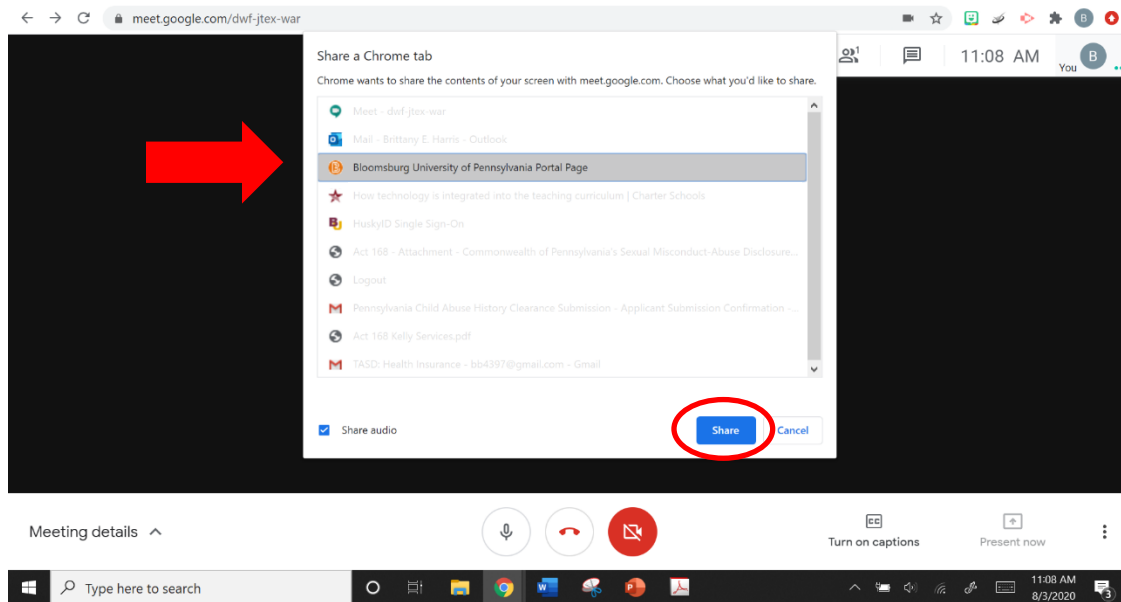 meet.google.com/dwf-jtex-war
B
Share a Chrome tab
Chrome wants to share the contents of your screen with meet.google.com. Choose what you'd like to share.
1
11:08 AM
You
B
Meet - dwf-jtex-war
Mail - Brittany E. Harris - Outlook
Bloomsburg University of Pennsylvania Portal Page
How technology is integrated into the teaching curriculum | Charter Schools
HuskyID Single Sign-On
Act 168 - Attachment - Commonwealth of Pennsylvania's Sexual Misconduct-Abuse Disclosure...
Logout
Pennsylvania Child Abuse History Clearance Submission - Applicant Submission Confirmation -...
Act 168 Kelly Services.pdf
TASD: Health Insurance - bb4397@gmail.com - Gmail
Share audio
Share
Cancel
Meeting details
CC
Turn on captions
Present now
Type here to search
11:08 AM
8/3/2020
3